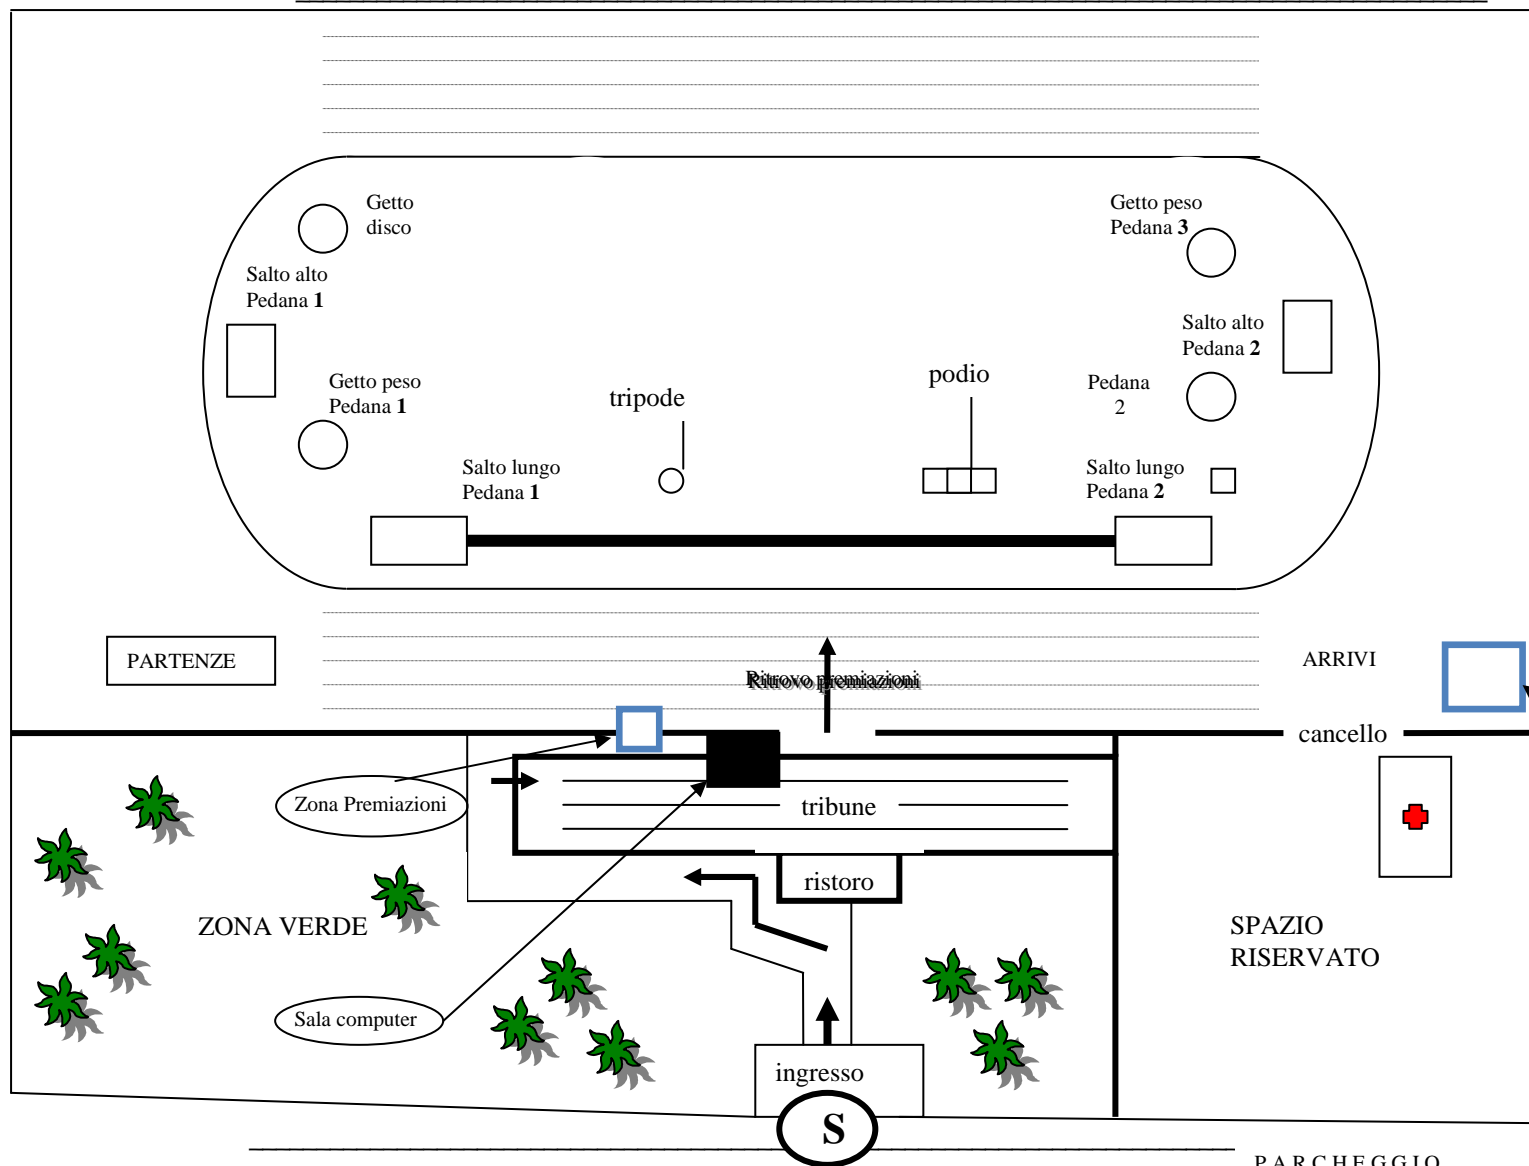 Getto
disco
Getto peso
Pedana 3
Salto alto
Pedana 1
Salto alto
Pedana 2
Getto peso
Pedana 1
tripode
podio
Pedana
2
Salto lungo
Pedana 1
Salto lungo
Pedana 2
PARTENZE
ARRIVI
Ritrovo premiazioni
cancello
Zona Premiazioni
tribune
ristoro
ZONA VERDE
SPAZIO
RISERVATO
Sala computer
ingresso
S
PARCHEGGIO